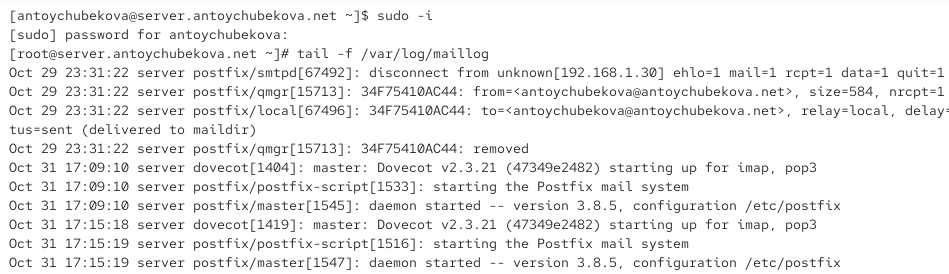 [antoychubekova@server.antoychubekova.net ~]$ sudo -i
[sudo] password for antoychubekova:
[root@server.antoychubekova.net ~]# tail -f /var/log/maillog
Oct 29 23:31:22 server postfix/smtpd[67492]: disconnect from unknown[192.168.1.30] ehlo=1 mail=1 rcpt=1 data=1 quit=1
Oct 29 23:31:22 server postfix/qmgr[15713]: 34F75410AC44: from=<antoychubekova@antoychubekova.net>, size=584, nrcpt=1
Oct 29 23:31:22 server postfix/local[67496]: 34F75410AC44: to=<antoychubekova@antoychubekova.net>, relay=local, delay=
tus=sent (delivered to maildir)
Oct 29 23:31:22 server postfix/qmgr[15713]: 34F75410AC44: removed
Oct 31 17:09:10 server dovecot[1404]: master: Dovecot v2.3.21 (47349e2482) starting up for imap, pop3
Oct 31 17:09:10 server postfix/postfix-script[1533]: starting the Postfix mail system
Oct 31 17:09:10 server postfix/master[1545]: daemon started -- version 3.8.5, configuration /etc/postfix
Oct 31 17:15:18 server dovecot[1419]: master: Dovecot v2.3.21 (47349e2482) starting up for imap, pop3
Oct 31 17:15:19 server postfix/postfix-script[1516]: starting the Postfix mail system
Oct 31 17:15:19 server postfix/master[1547]: daemon started -- version 3.8.5, configuration /etc/postfix